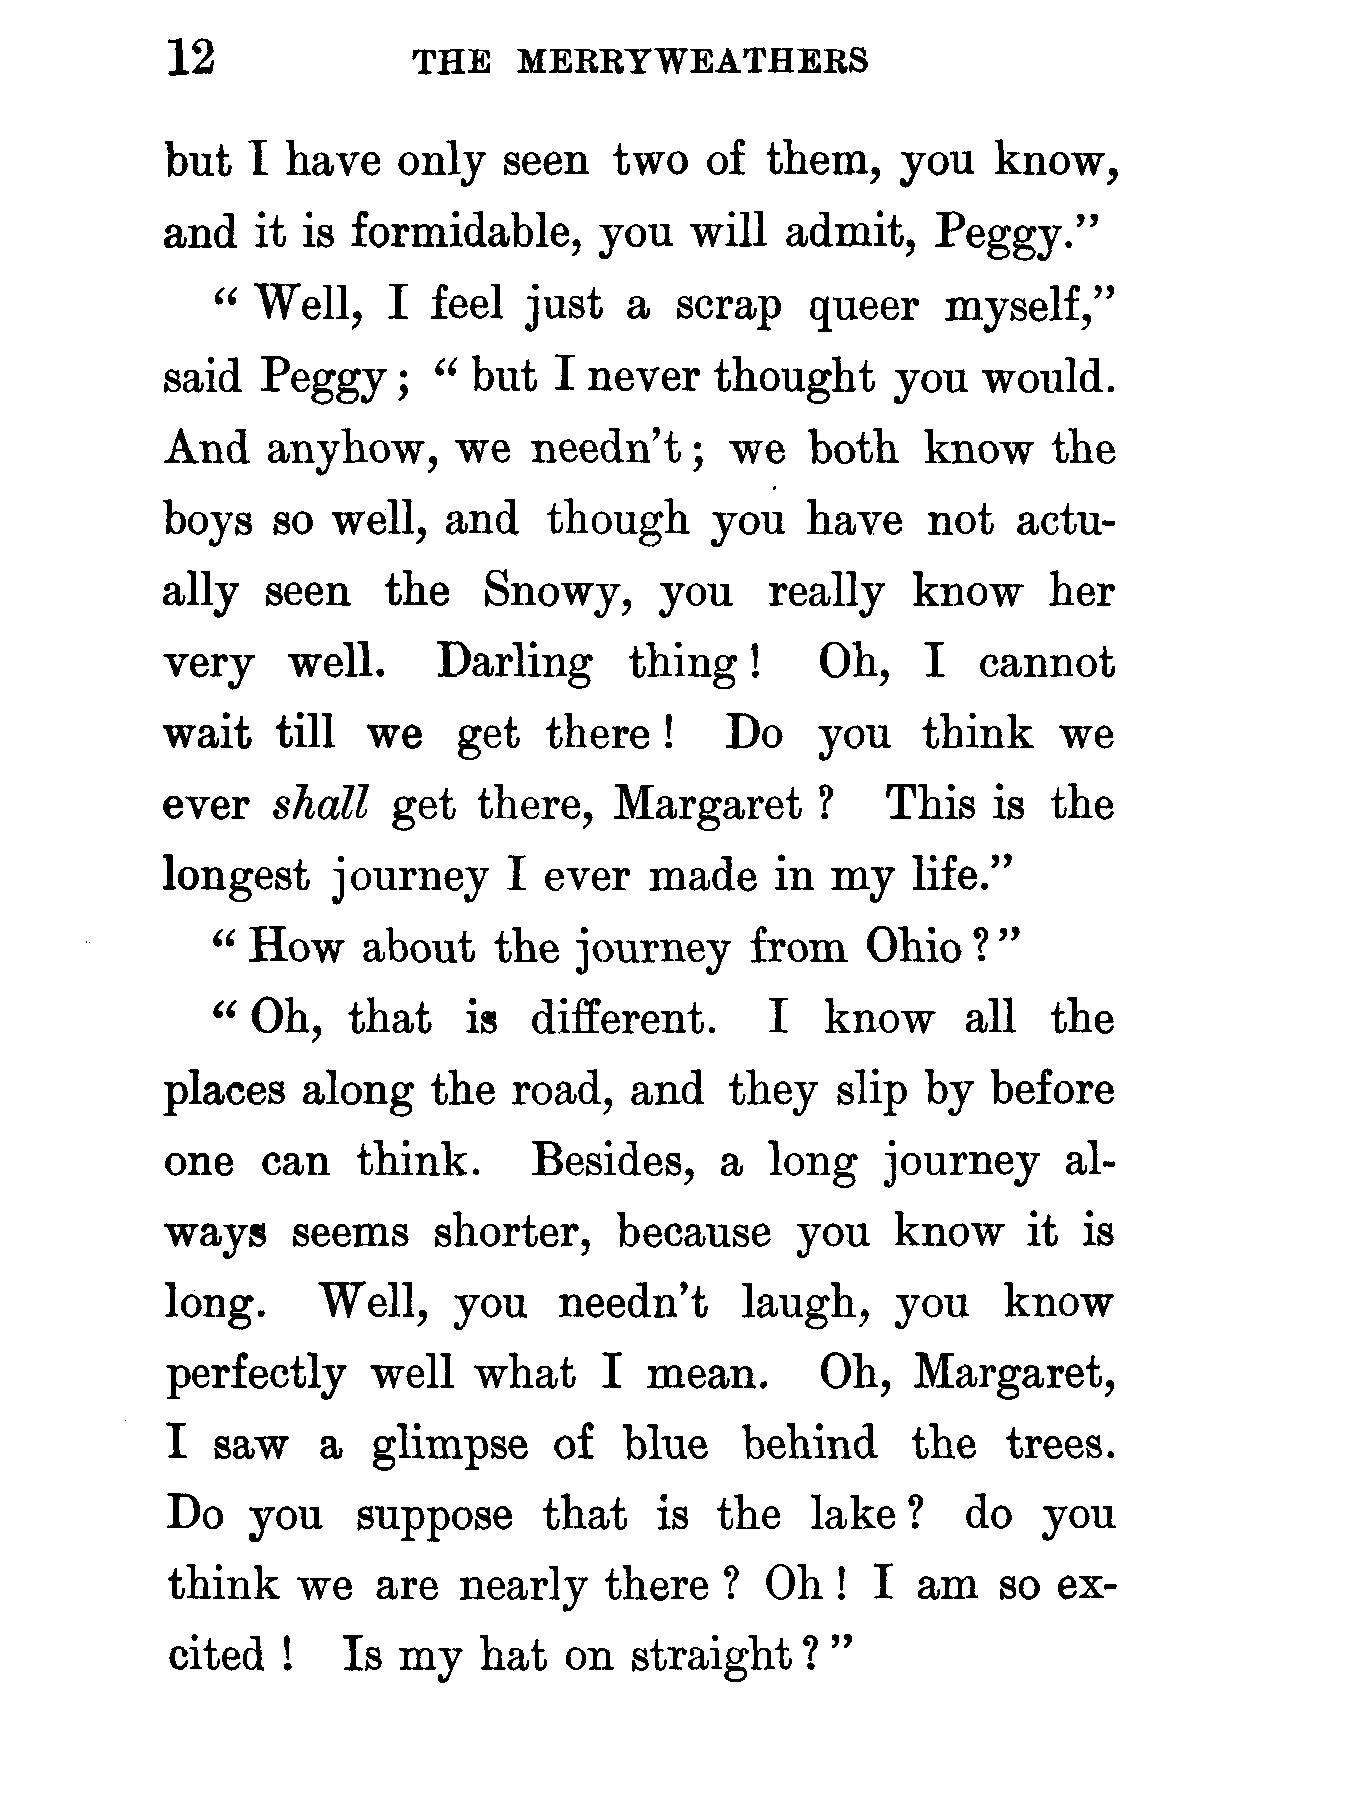 12 THE MERRYWEATHERS
but I have only seen two of them, you know,
and it is formidable, you will admit, Peggy."
"Well, I feel just a scrap queer myself,"
said Peggy; "but I never thought you would.
And anyhow, we needn't; we both know the
boys so well, and though you have not actu-
ally seen the Snowy, you really know her
very well. Darling thing! Oh, I cannot
wait till we get there! Do you think we
ever shall get there, Margaret? This is the
longest journey I ever made in my life."
"How about the journey from Ohio?"
"Oh, that is different. I know all the
places along the road, and they slip by before
one can think. Besides, a long journey al-
ways seems shorter, because you know it is
long. Well, you needn't laugh, you know
perfectly well what I mean. Oh, Margaret,
I saw a glimpse of blue behind the trees.
Do you suppose that is the lake? do you
think we are nearly there? Oh! I am so ex-
cited! Is my hat on straight?"